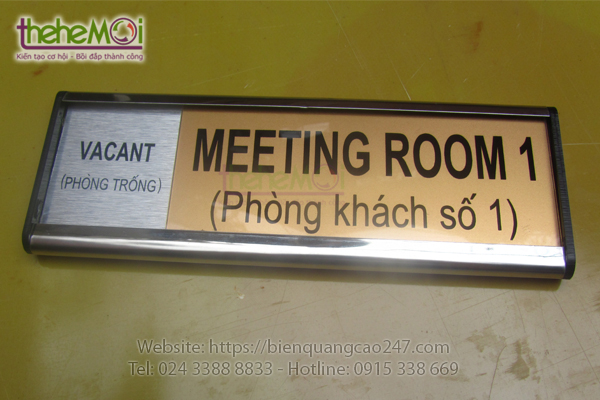 thehemOi
Kiến tạo cơ hội - Bồi đắp thành công
VACANT
(PHÒNG TRỐNG)
MEETING ROOM 1
(Phòng khách số 1)
thehemOi
Website: https://bienquangcao247.com
Tel: 024 3388 8833 - Hotline: 0915 338 669